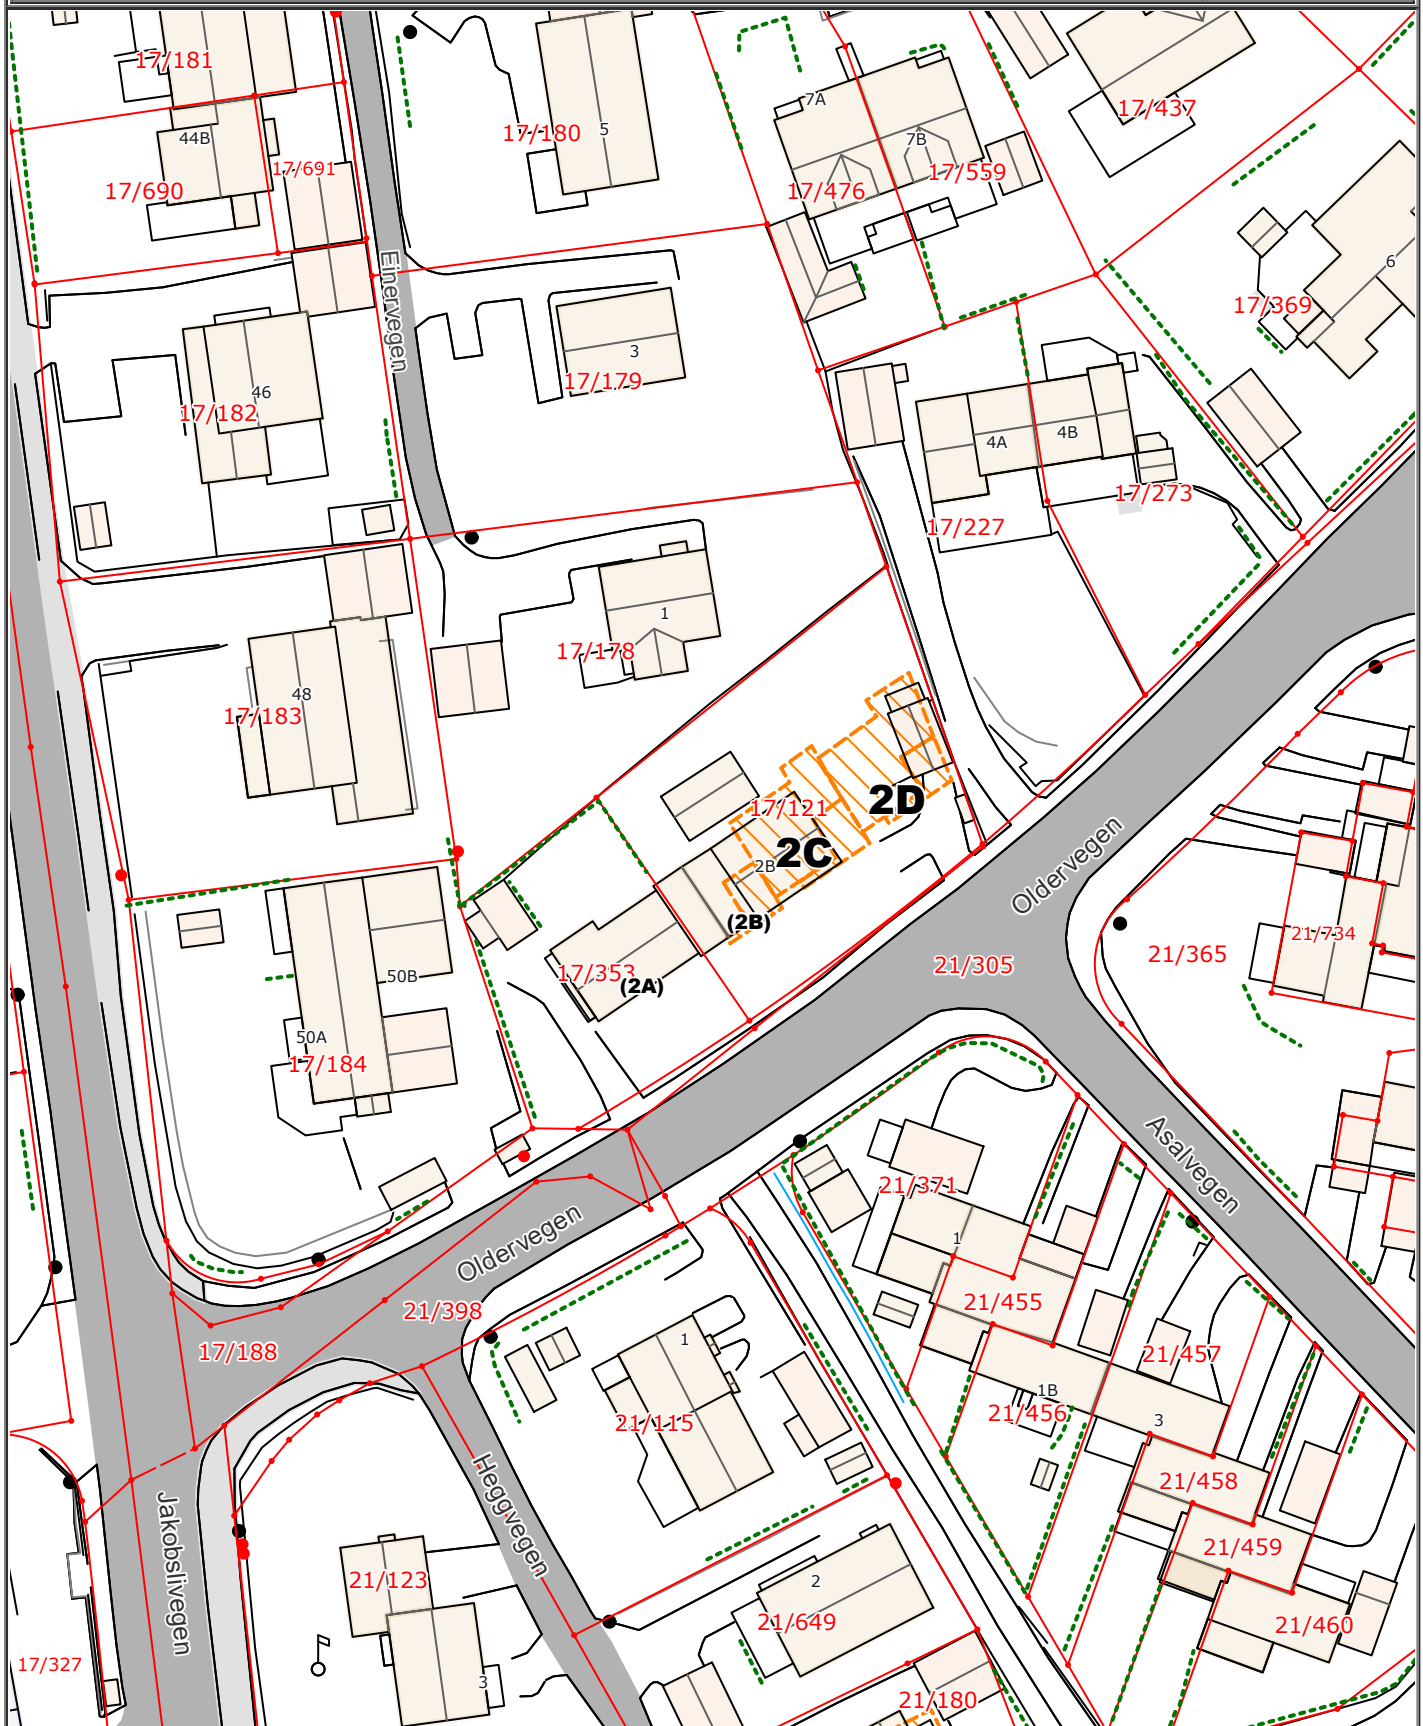 17/181
44B
17/690
17/691
17/180
5
7A
7B
17/476
17/559
17/437
6
17/369
Einervegen
46
17/182
3
17/179
4A
4B
17/227
17/273
1
17/178
48
17/183
17/121
2D
2C
2B
(2B)
17/353
(2A)
50B
50A
17/184
Oldervegen
21/305
21/365
21/734
Asalvegen
21/371
1
21/455
Oldervegen
21/398
17/188
1
21/115
21/457
1B
21/456
3
21/458
21/459
21/460
Heggvegen
Jakobslivegen
21/123
3
2
21/649
21/180
17/327